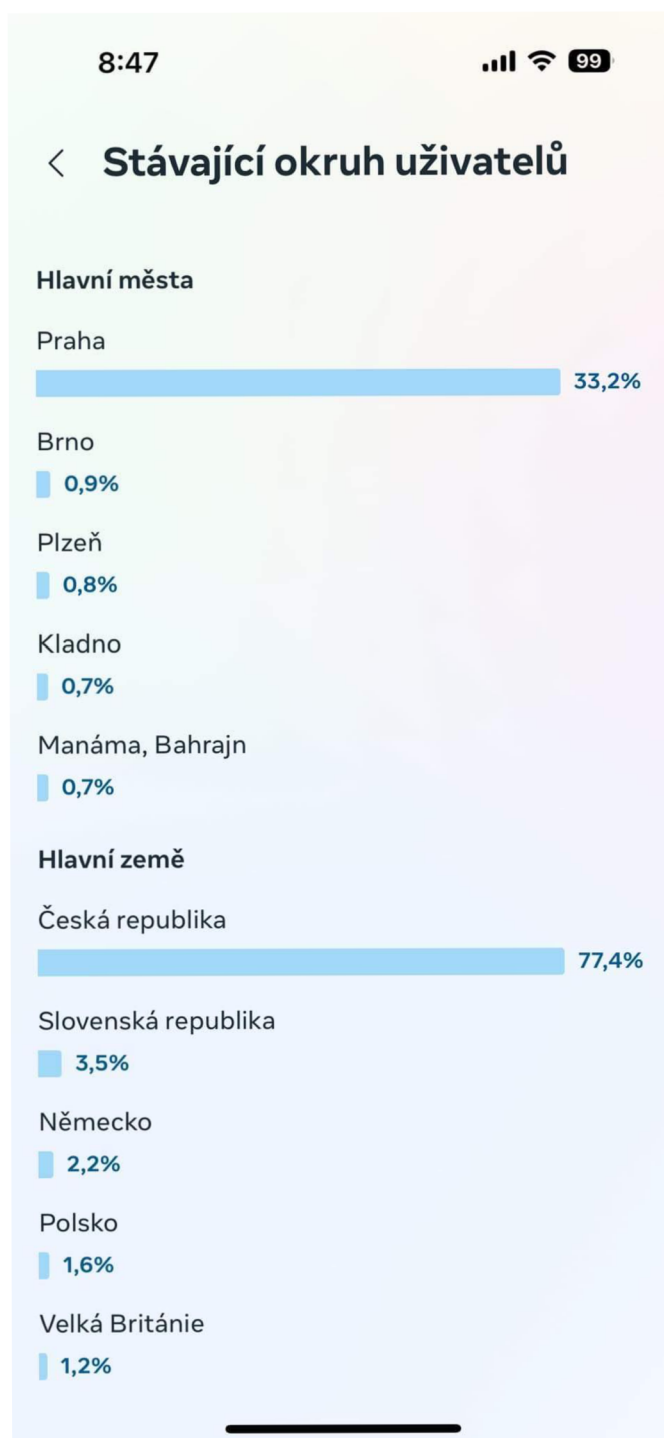 8:47
99
Stávající okruh uživatelů
Hlavní města
Praha
33,2%
Brno
0,9%
Plzeň
0,8%
Kladno
0,7%
Manáma, Bahrajn
0,7%
Hlavní země
Česká republika
77,4%
Slovenská republika
3,5%
Německo
2,2%
Polsko
1,6%
Velká Británie
1,2%